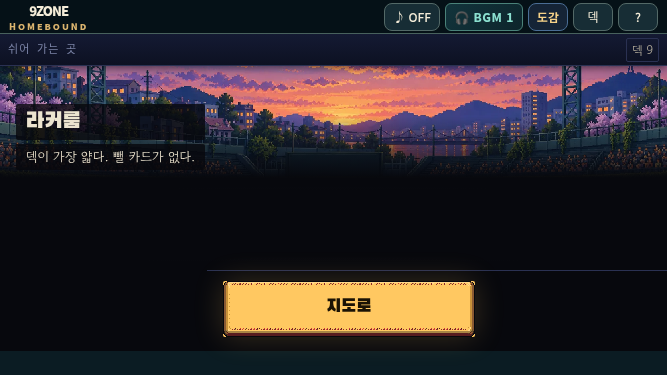 9ZONE
HOMEBOUND
♪ OFF
🎧 BGM 1
도감
덱
?
쉬어 가는 곳
덱 9
라커룸
덱이 가장 얇다. 뺄 카드가 없다.
지도로